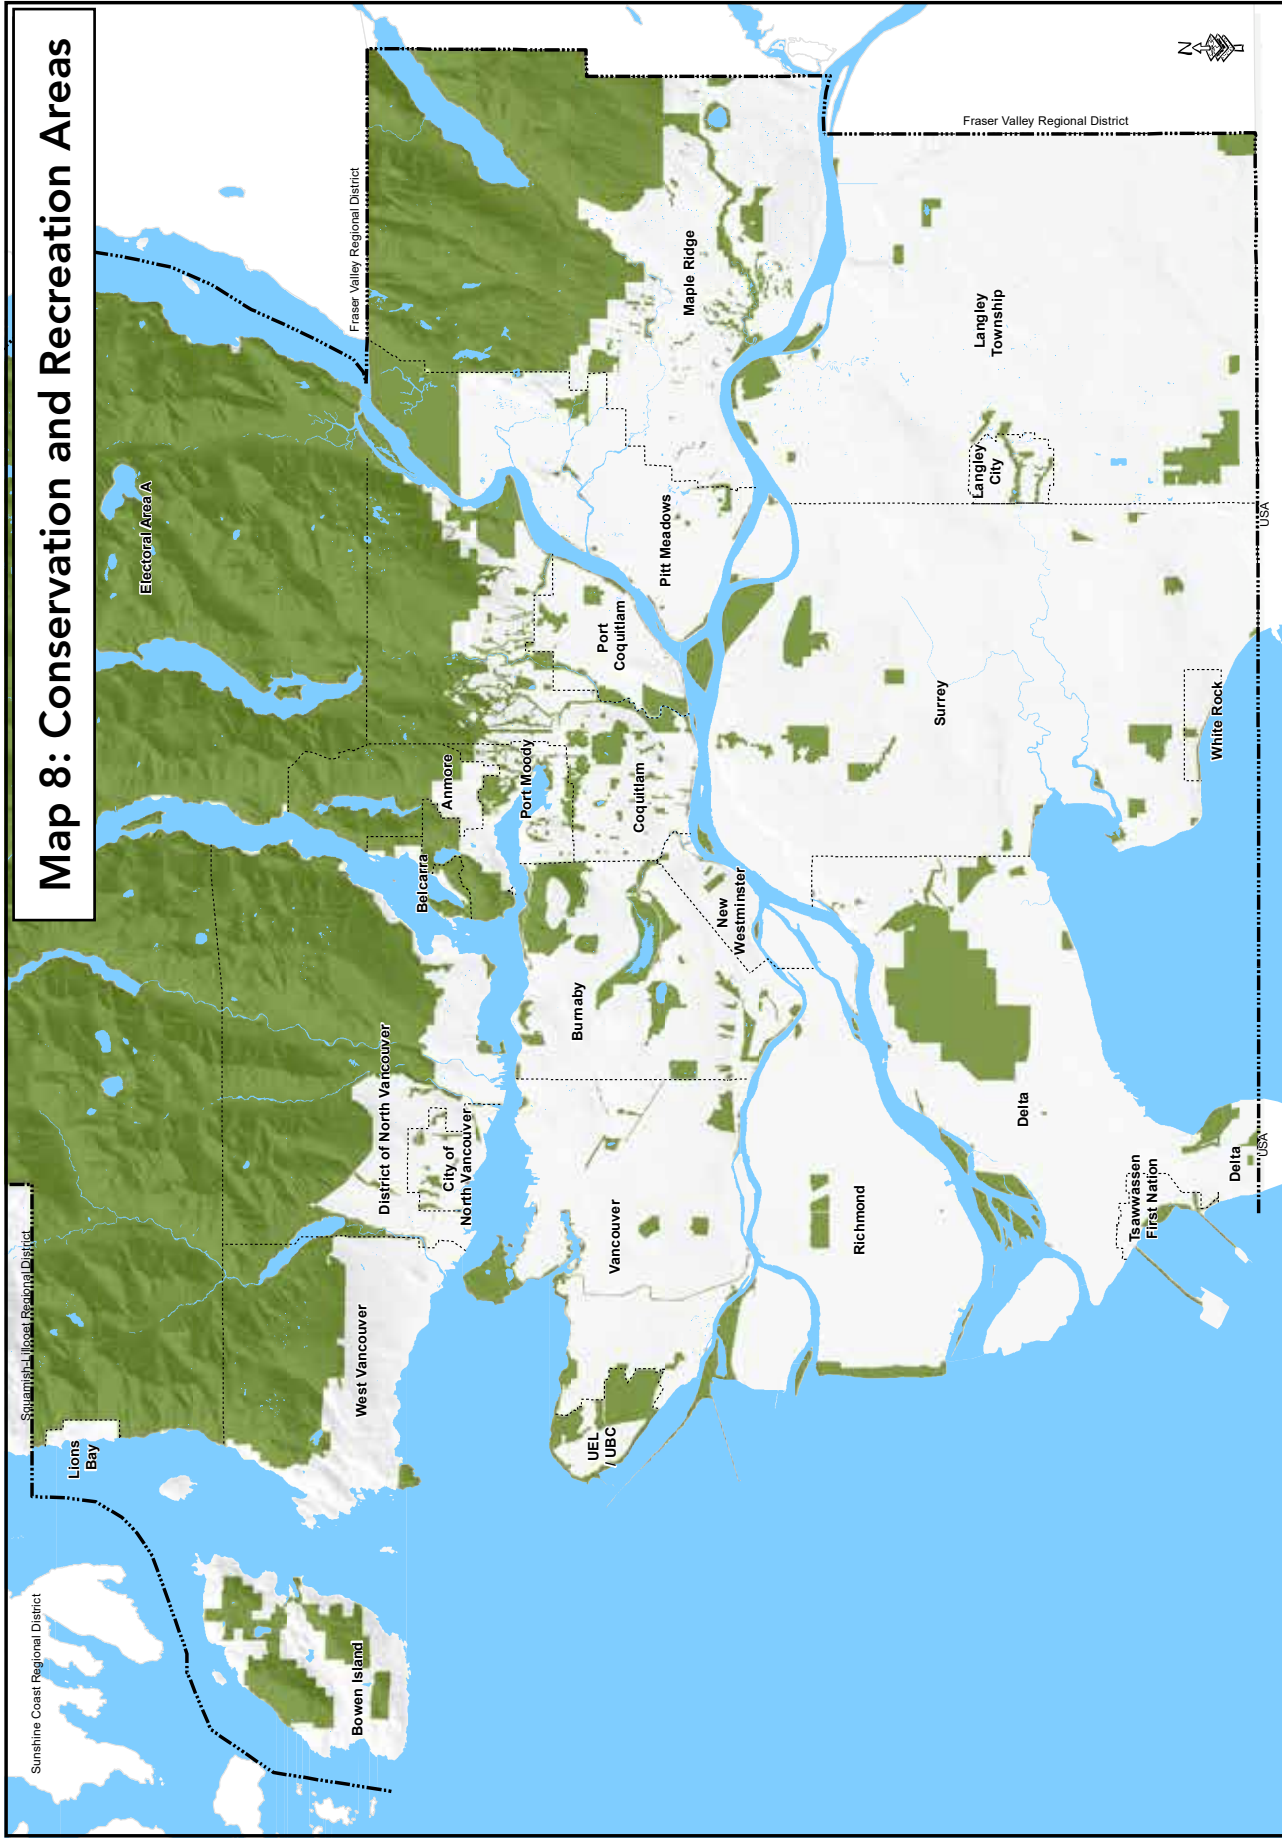 Map 8: Conservation and Recreation Areas
Squamish-Lillooet Regional District
Sunshine Coast Regional District
Lions
Bay
Electoral Area A
Fraser Valley Regional District
Bowen Island
West Vancouver
District of North Vancouver
City of
North Vancouver
Belcarra
Anmore
Port Moody
UEL
/ UBC
Vancouver
Burnaby
Coquitlam
Port
Coquitlam
Pitt Meadows
Maple Ridge
New
Westminster
Richmond
Surrey
Langley
City
Langley
Township
Fraser Valley Regional District
Delta
Tsawwassen
First Nation
Delta
White Rock
USA
USA
N